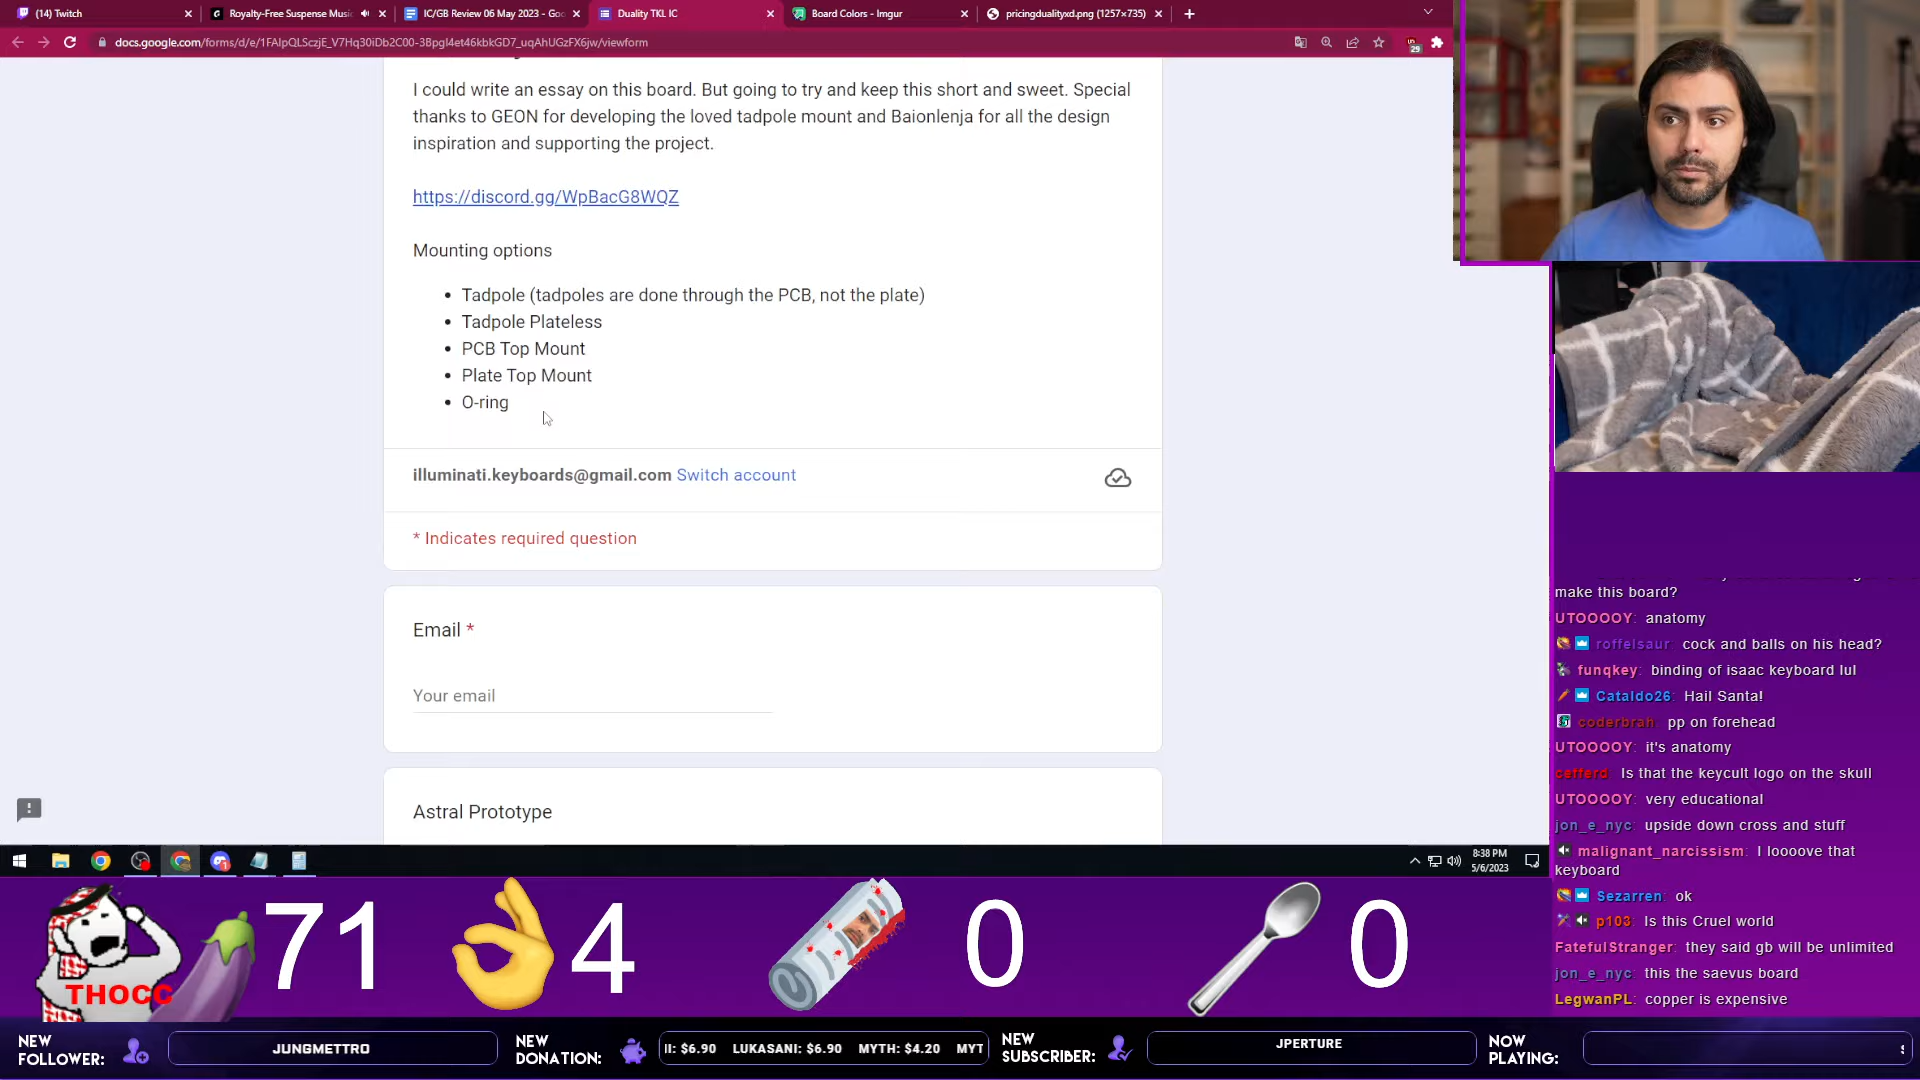 (14) Twitch
Royalty-Free Suspense Music
IC/GB Review 06 May 2023 - Goo
Duality TKL IC
Board Colors - Imgur
pricingdualityxd.png (1257×735)
docs.google.com/forms/d/e/1FAIpQLSczjE_V7Hq30iDb2C00-3Bpgl4et46kbkGD7_uqAhUGzFX6jw/viewform
29
I could write an essay on this board. But going to try and keep this short and sweet. Special
thanks to GEON for developing the loved tadpole mount and Baionlenja for all the design
inspiration and supporting the project.
https://discord.gg/WpBacG8WQZ
Mounting options
• Tadpole (tadpoles are done through the PCB, not the plate)
• Tadpole Plateless
• PCB Top Mount
• Plate Top Mount
• O-ring
illuminati.keyboards@gmail.com Switch account
* Indicates required question
Email *
Your email
Astral Prototype
8:38 PM
5/6/2023
make this board?
UTOOOOY: anatomy
roffelsaur: cock and balls on his head?
funqkey: binding of isaac keyboard lul
Cataldo26: Hail Santa!
coderbrah: pp on forehead
UTOOOOY: it's anatomy
cefferd: Is that the keycult logo on the skull
UTOOOOY: very educational
jon_e_nyc: upside down cross and stuff
malignant_narcissism: I loooove that
keyboard
Sezarren: ok
p103: Is this Cruel world
FatefulStranger: they said gb will be unlimited
jon_e_nyc: this the saevus board
LegwanPL: copper is expensive
THOCC
71
4
0
0
NEW
FOLLOWER:
JUNGMETTRO
NEW
DONATION:
II: $6.90 LUKASANI: $6.90 MYTH: $4.20 MYT
NEW
SUBSCRIBER:
JPERTURE
NOW
PLAYING: